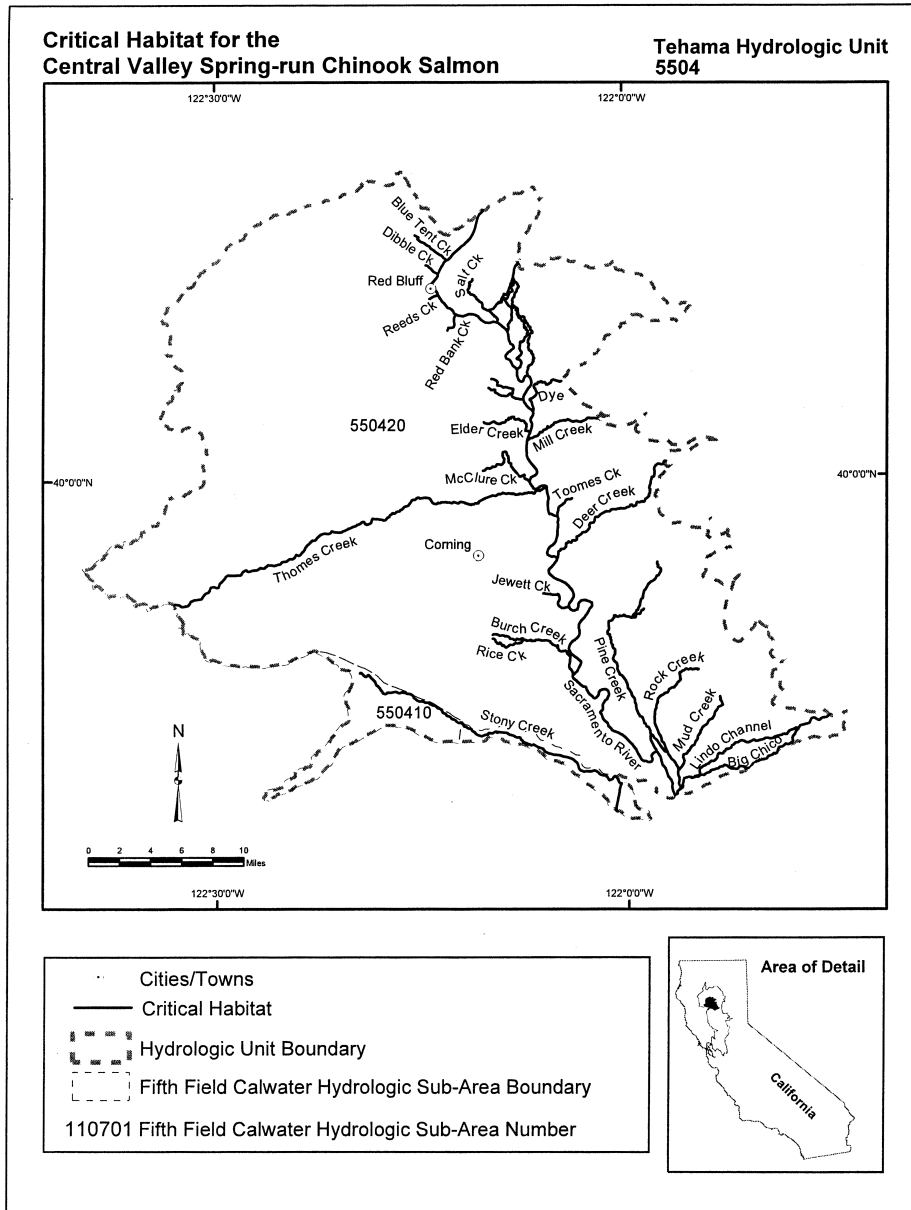 Critical Habitat for the
Central Valley Spring-run Chinook Salmon
Tehama Hydrologic Unit
5504
122°30'0"W
122°0'0"W
Blue Tent Ck
Dibble Ck
Red Bluff
Salt Ck
Reeds Ck
Red Bank Ck
Dye
550420
Elder Creek
Mill Creek
40°0'0"N
40°0'0"N
McClure Ck
Toomes Ck
Deer Creek
Thomes Creek
Corning
Jewett Ck
Burch Creek
Rice Ck
Pine Creek
Rock Creek
Sacramento River
Mud Creek
550410
Stony Creek
Lindo Channel
Big Chico
N
0 2 4 6 8 10
Miles
122°30'0"W
122°0'0"W
Cities/Towns
Critical Habitat
Hydrologic Unit Boundary
Fifth Field Calwater Hydrologic Sub-Area Boundary
110701 Fifth Field Calwater Hydrologic Sub-Area Number
Area of Detail
California